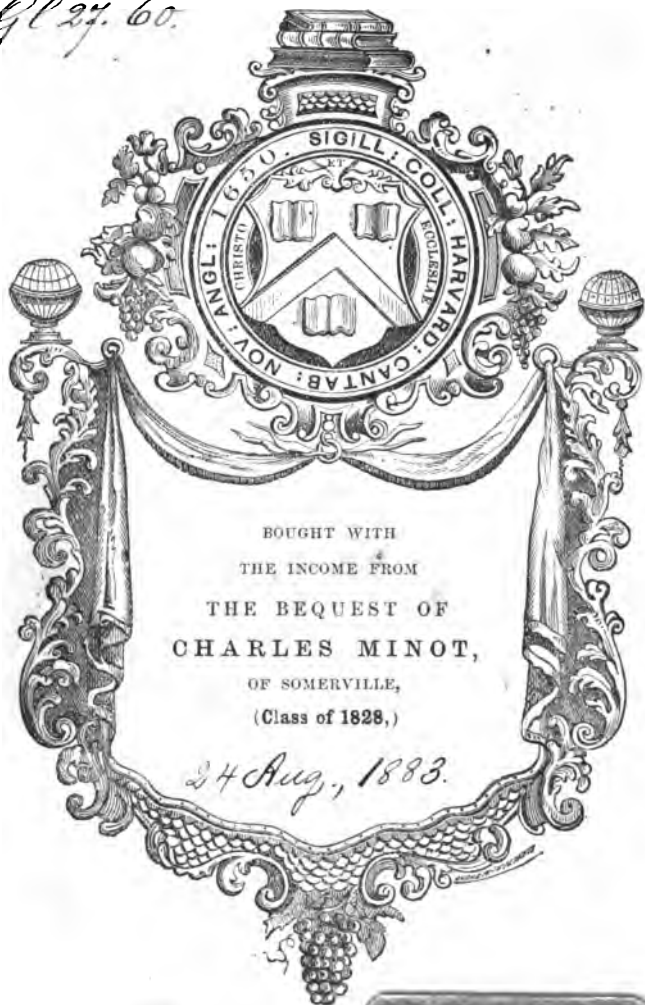 Gl 27.60.
SIGILL: COLL: HARVARD: CANTAB: NOV: ANGL: 1650.
CHRISTO
ET
ECCLESIAE
BOUGHT WITH
THE INCOME FROM
THE BEQUEST OF
CHARLES MINOT,
OF SOMERVILLE,
(Class of 1828,)
24 Aug., 1883.